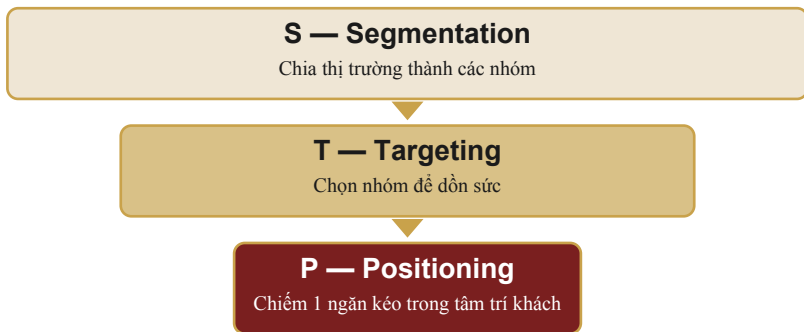 S — Segmentation
Chia thị trường thành các nhóm
T — Targeting
Chọn nhóm để dồn sức
P — Positioning
Chiếm 1 ngăn kéo trong tâm trí khách